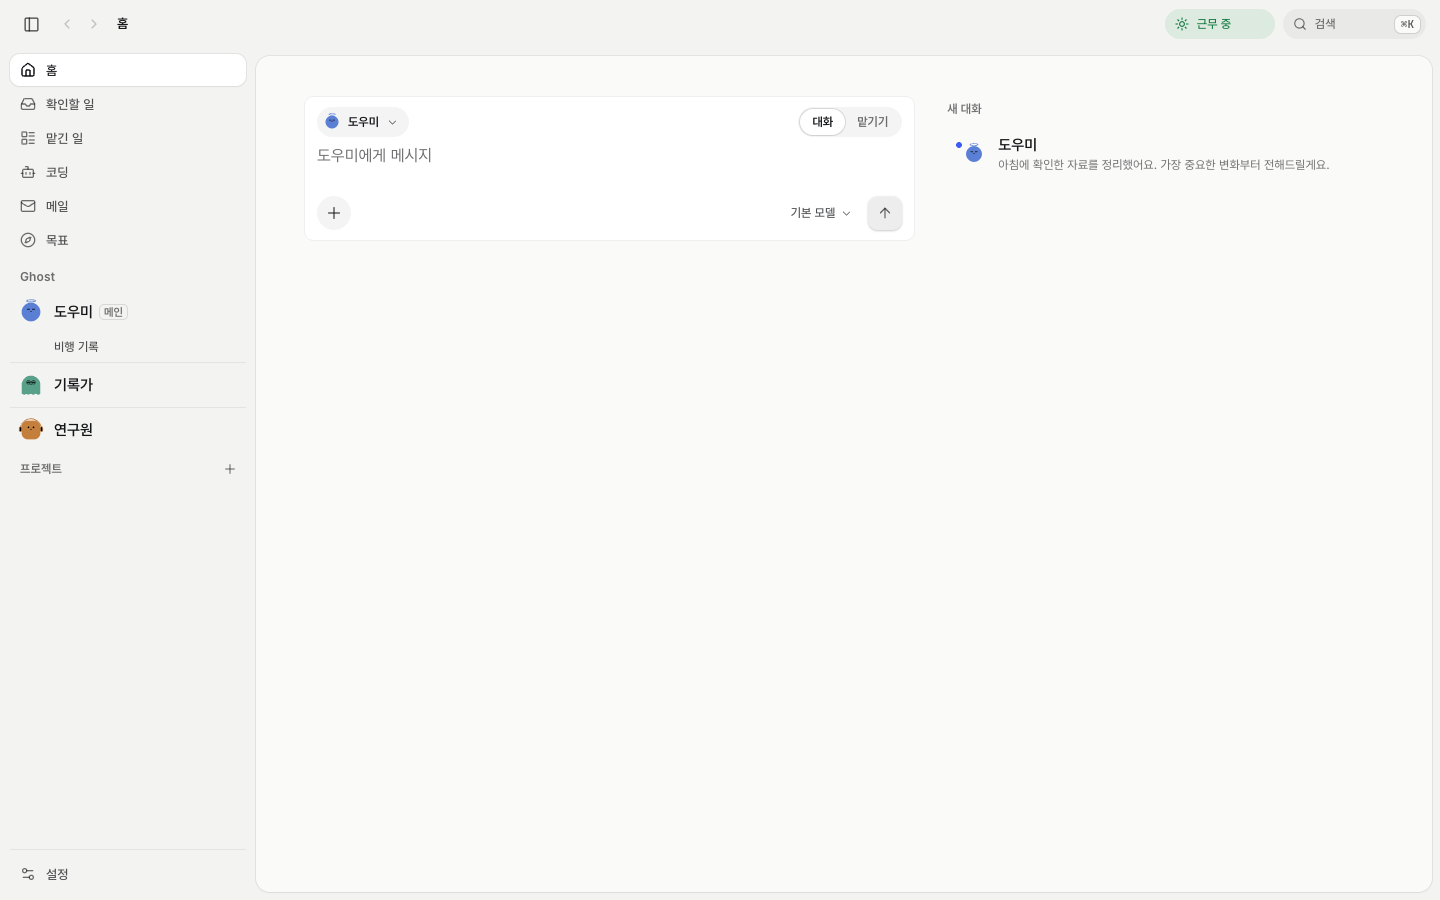 홈
근무 중
검색
⌘K
홈
확인할 일
맡긴 일
코딩
메일
목표
Ghost
도우미 메인
비행 기록
기록가
연구원
프로젝트
설정
도우미
대화
맡기기
도우미에게 메시지
기본 모델
새 대화
도우미
아침에 확인한 자료를 정리했어요. 가장 중요한 변화부터 전해드릴게요.